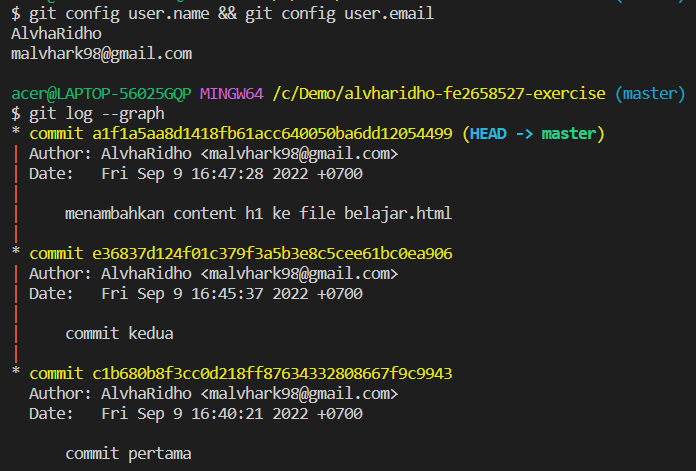 $ git config user.name && git config user.email
AlvhaRidho
malvhark98@gmail.com
acer@LAPTOP-56025GQP MINGW64 /c/Demo/alvharidho-fe2658527-exercise (master)
$ git log --graph
* commit a1f1a5aa8d1418fb61acc640050ba6dd12054499 (HEAD -> master)
| Author: AlvhaRidho <malvhark98@gmail.com>
| Date:   Fri Sep 9 16:47:28 2022 +0700
|
|     menambahkan content h1 ke file belajar.html
|
* commit e36837d124f01c379f3a5b3e8c5cee61bc0ea906
| Author: AlvhaRidho <malvhark98@gmail.com>
| Date:   Fri Sep 9 16:45:37 2022 +0700
|
|     commit kedua
|
* commit c1b680b8f3cc0d218ff87634332808667f9c9943
  Author: AlvhaRidho <malvhark98@gmail.com>
  Date:   Fri Sep 9 16:40:21 2022 +0700
      commit pertama